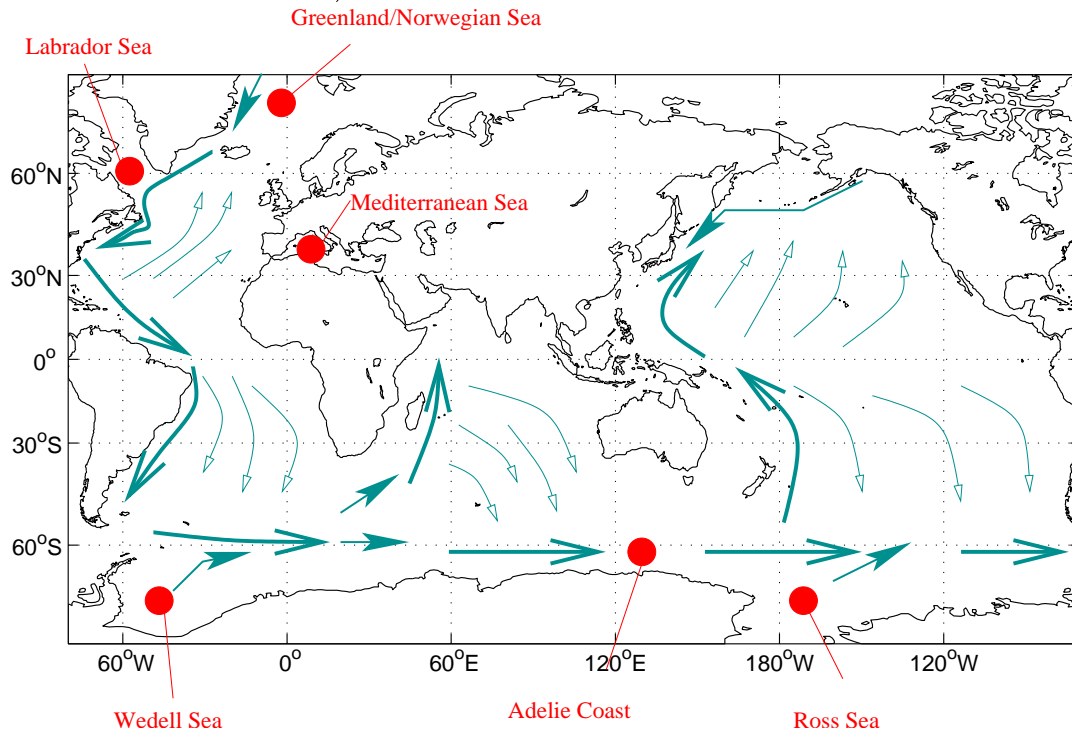 Greenland/Norwegian Sea
Labrador Sea
60°N
Mediterranean Sea
30°N
0°
30°S
60°S
60°W 0° 60°E 120°E 180°W 120°W
Wedell Sea
Adelie Coast
Ross Sea